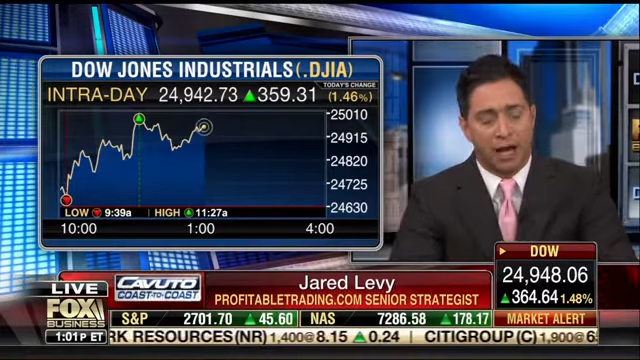 DOW JONES INDUSTRIALS(.DJIA)
TODAY'S CHANGE
INTRA-DAY 24,942.73 ▲359.31 (1.46%)
25010
24915
24820
24725
24630
LOW 9:39a HIGH 11:27a
10:00 1:00 4:00
DOW
24,948.06
▲364.64 1.48%
MARKET ALERT
CAVUTO
COAST-TO-COAST
Jared Levy
PROFITABLETRADING.COM SENIOR STRATEGIST
LIVE
FOX
BUSINESS
1:01P ET
S&P 2701.70 ▲45.60 NAS 7286.58 ▲178.17
RK RESOURCES(NR) 1,400@8.15 ▲0.24 CITIGROUP (C) 1,900@6